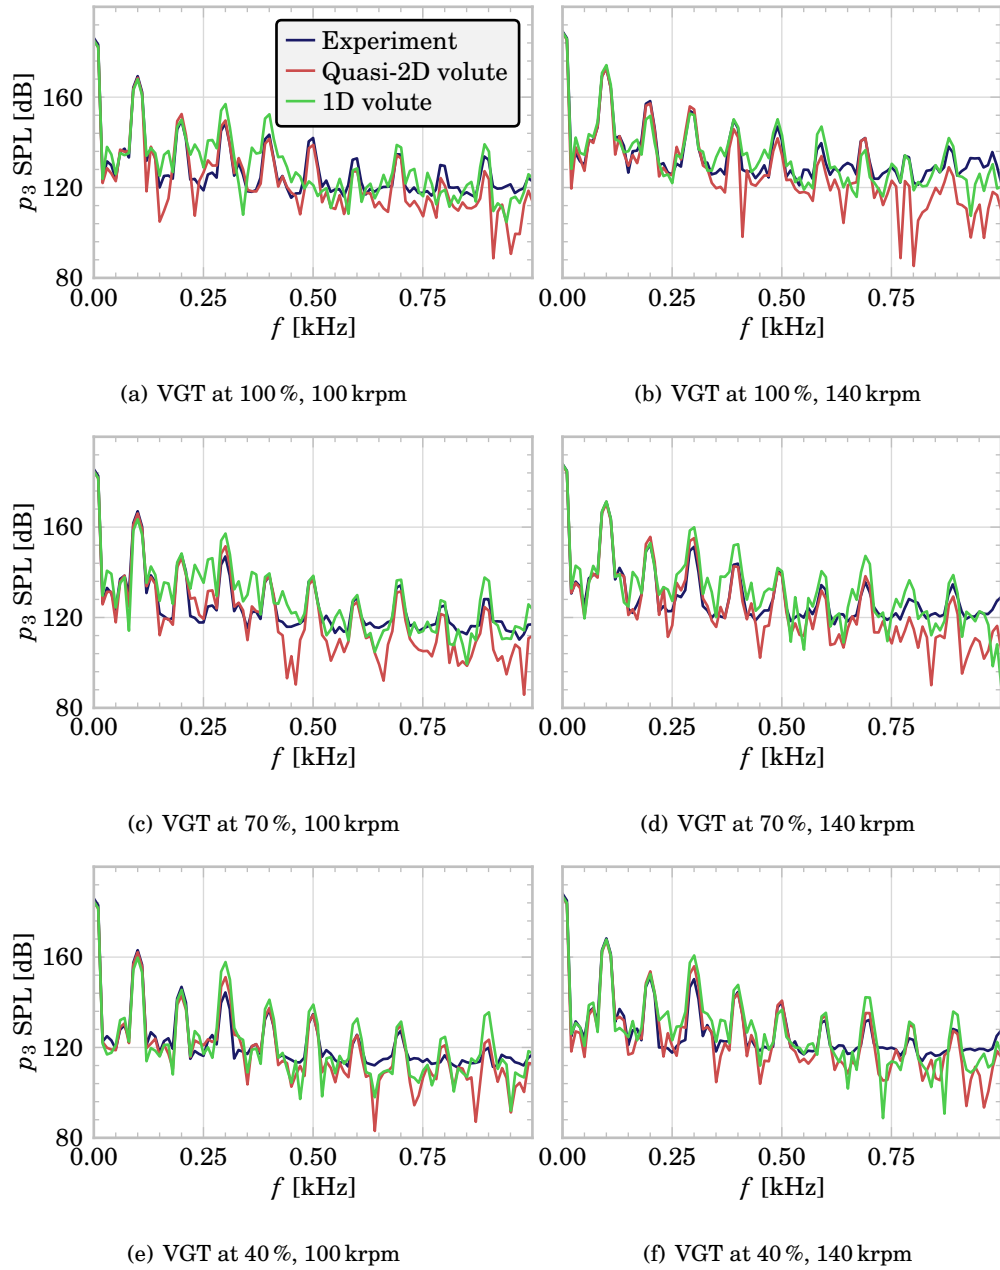 Experiment
Quasi-2D volute
1D volute
160
120
80
p3 SPL [dB]
0.00 0.25 0.50 0.75
f [kHz]
0.00 0.25 0.50 0.75
f [kHz]
(a) VGT at 100 %, 100 krpm
(b) VGT at 100 %, 140 krpm
160
120
80
p3 SPL [dB]
0.00 0.25 0.50 0.75
f [kHz]
0.00 0.25 0.50 0.75
f [kHz]
(c) VGT at 70 %, 100 krpm
(d) VGT at 70 %, 140 krpm
160
120
80
p3 SPL [dB]
0.00 0.25 0.50 0.75
f [kHz]
0.00 0.25 0.50 0.75
f [kHz]
(e) VGT at 40 %, 100 krpm
(f) VGT at 40 %, 140 krpm